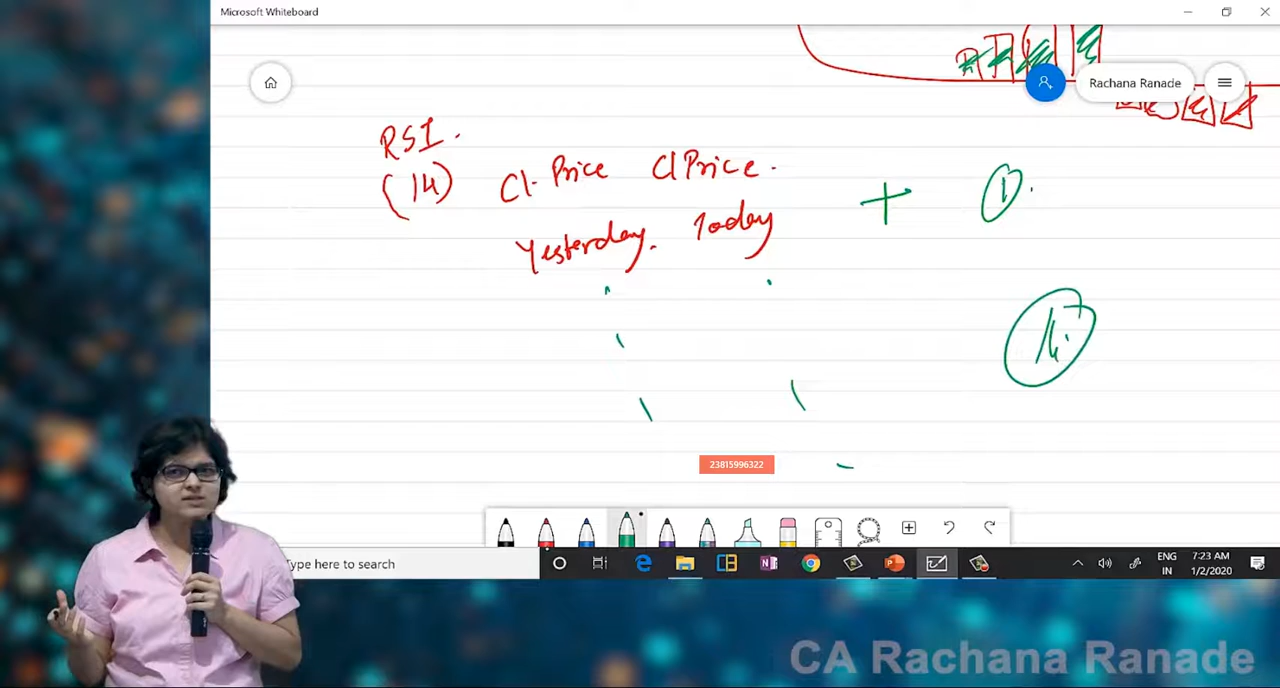 Microsoft Whiteboard
Rachana Ranade
RSI.
(14) Cl. Price Cl Price.
Yesterday. Today
+ 1
23815996322
Type here to search
ENG
IN
7:23 AM
1/2/2020
CA Rachana Ranade